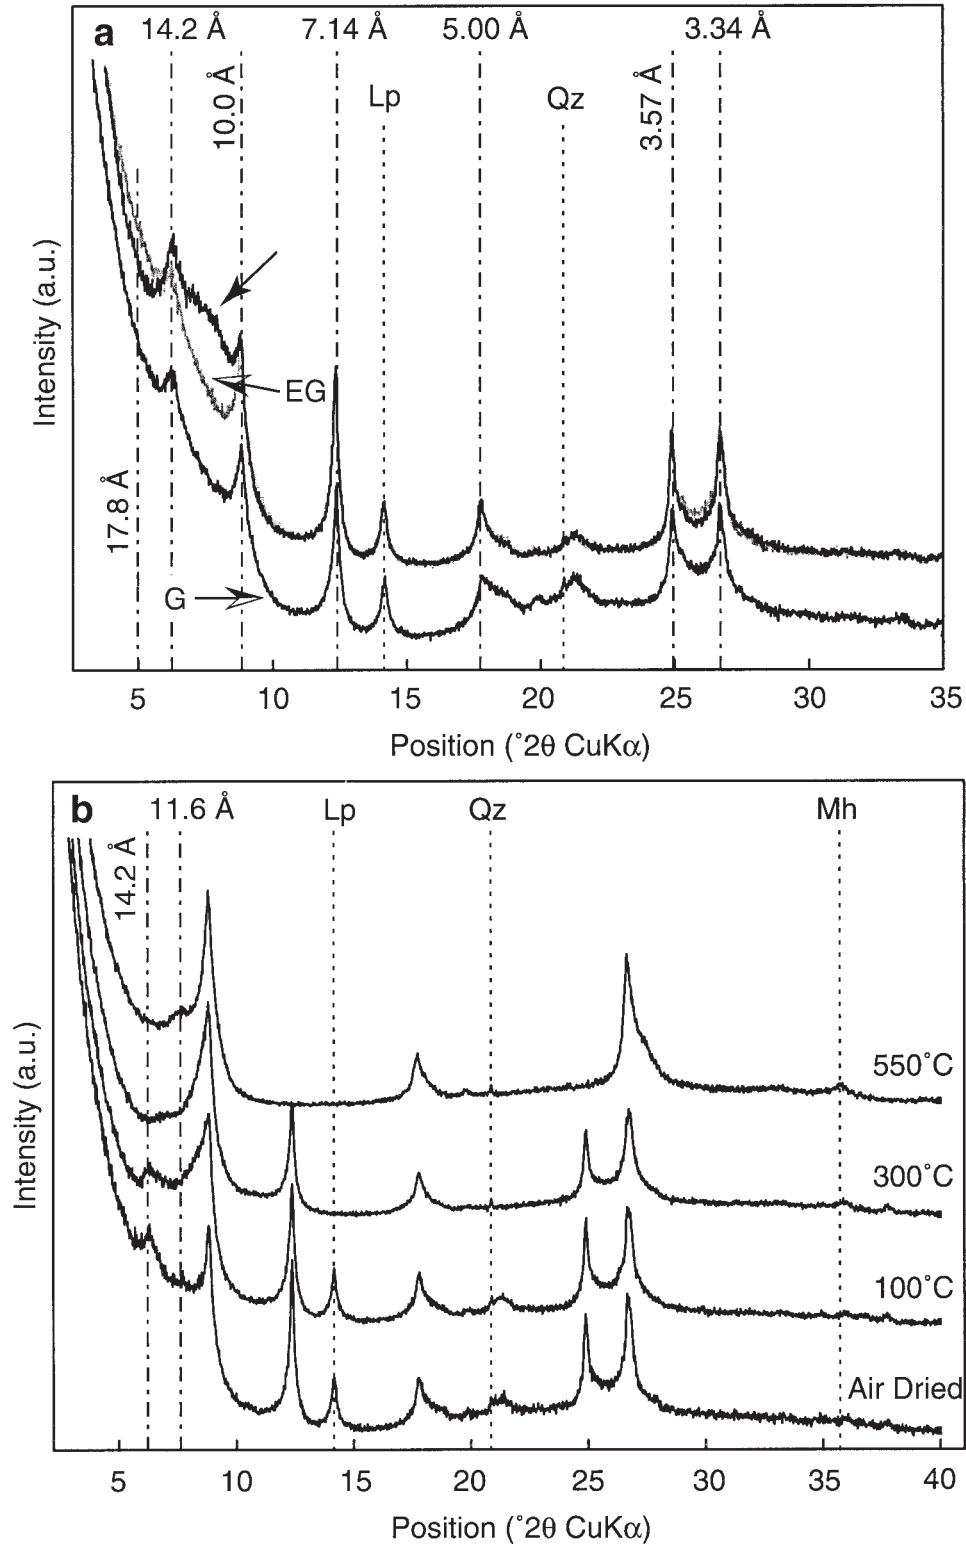 a 14.2 Å 7.14 Å 5.00 Å 3.34 Å
10.0 Å
3.57 Å
Lp Qz
EG
17.8 Å
G
Intensity (a.u.)
5 10 15 20 25 30 35
Position (˚2θ CuKα)
b 11.6 Å Lp Qz Mh
14.2 Å
550˚C
300˚C
100˚C
Air Dried
Intensity (a.u.)
5 10 15 20 25 30 35 40
Position (˚2θ CuKα)